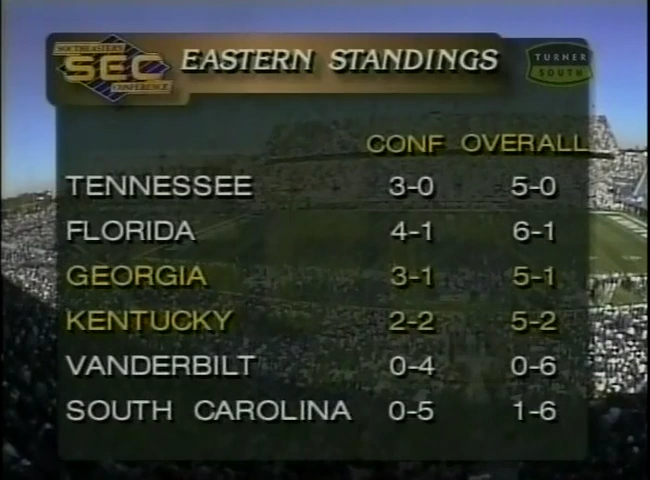 SOUTHEASTERN
SEC
CONFERENCE
EASTERN STANDINGS
TURNER
SOUTH
CONF OVERALL
TENNESSEE 3-0 5-0
FLORIDA 4-1 6-1
GEORGIA 3-1 5-1
KENTUCKY 2-2 5-2
VANDERBILT 0-4 0-6
SOUTH CAROLINA 0-5 1-6